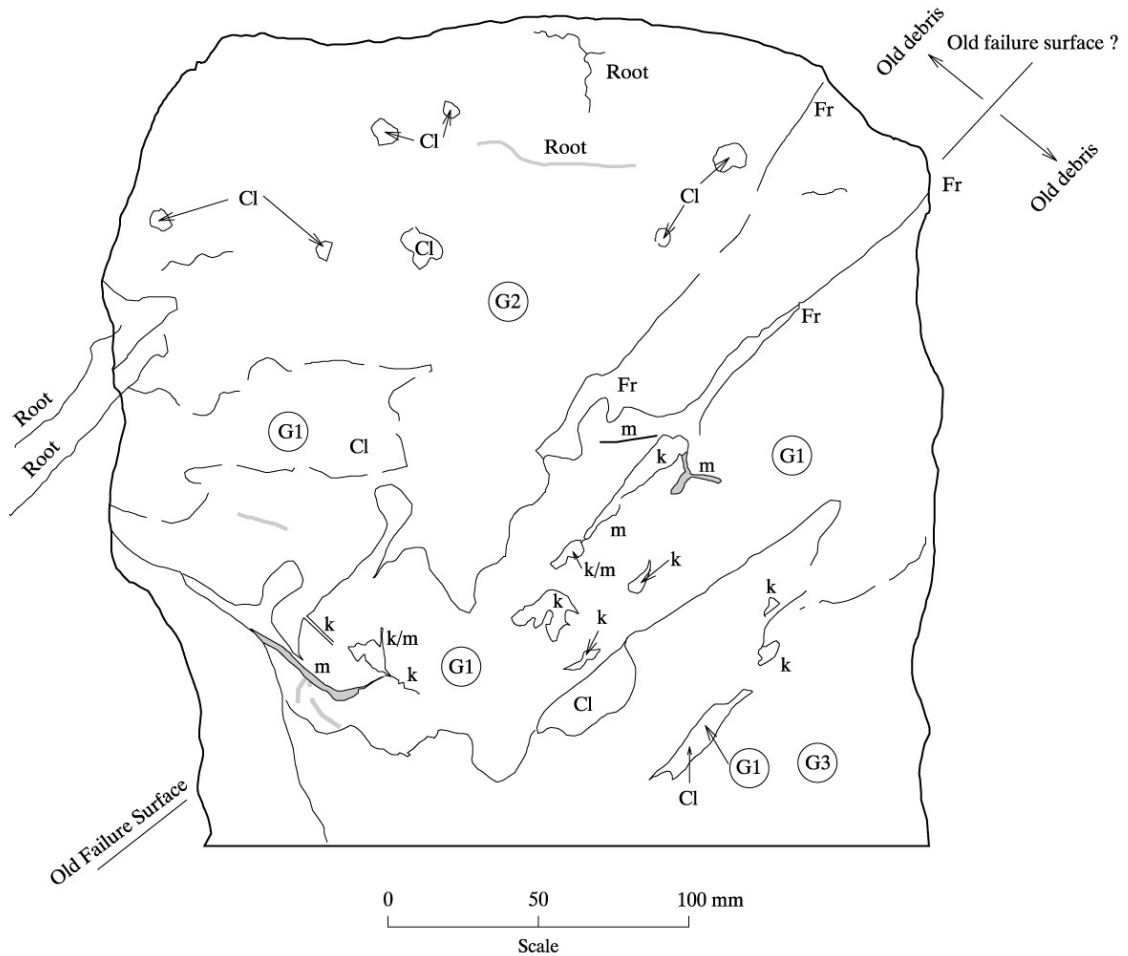 Old debris
Old failure surface ?
Old debris
Root
Fr
Cl
Root
Fr
Cl
Cl
Cl
G2
Fr
Root
Root
Fr
G1
Cl
m
k
m
G1
m
k/m
k
k
k
k
k
k/m
m
k
G1
k
Cl
G1
G3
Cl
Old Failure Surface
0 50 100 mm
Scale